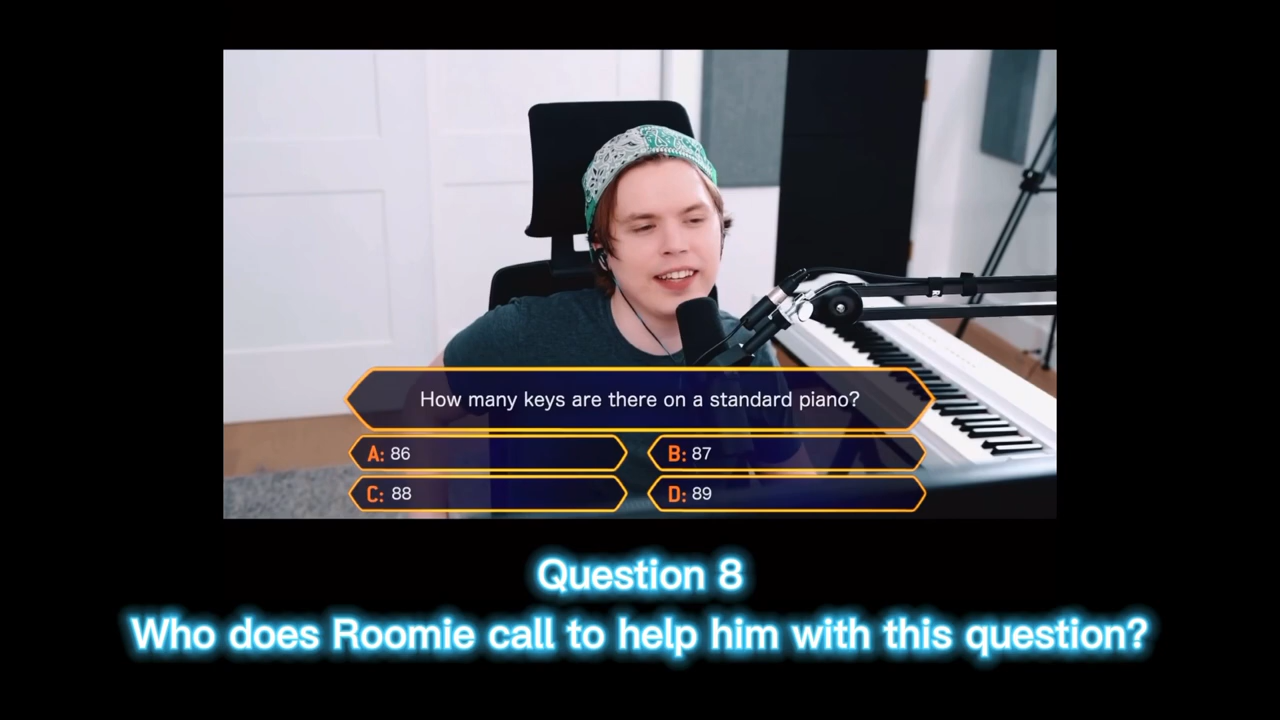 How many keys are there on a standard piano?
A: 86
B: 87
C: 88
D: 89
Question 8
Who does Roomie call to help him with this question?